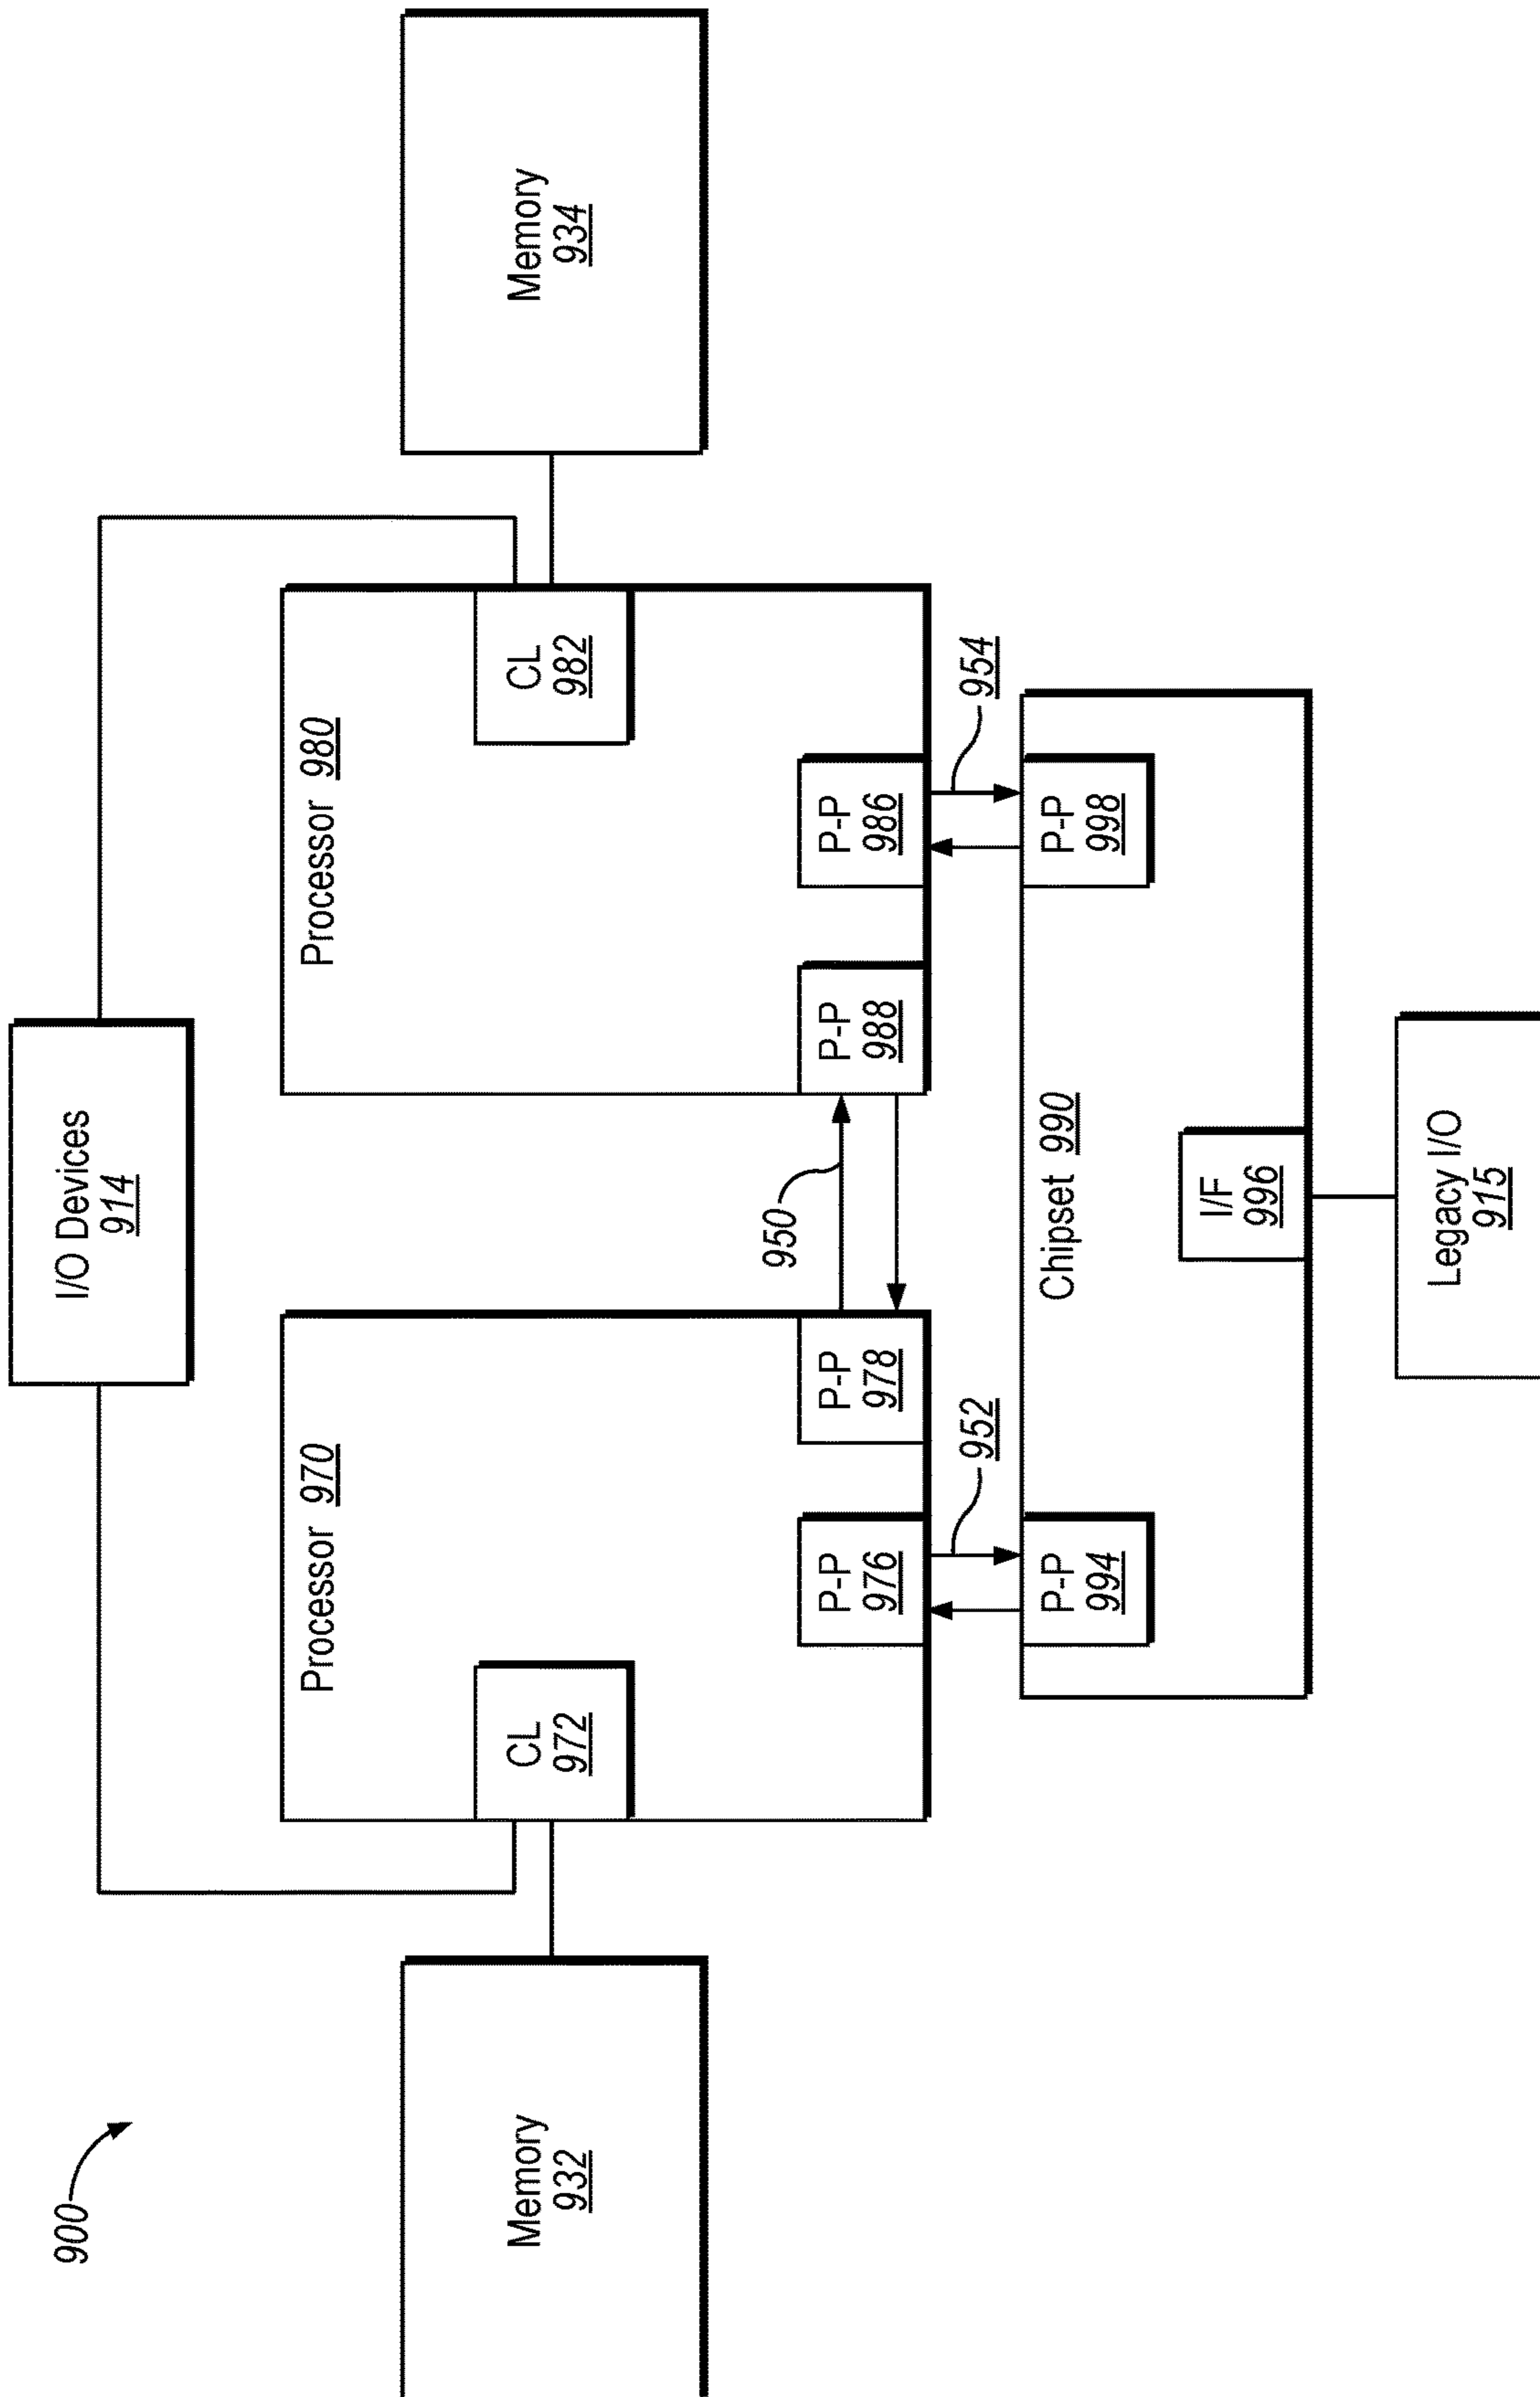 900
I/O Devices
914
Memory
932
Processor 970
CL
972
P-P
976
P-P
978
950
Processor 980
CL
982
P-P
988
P-P
986
Memory
934
952
954
Chipset 990
P-P
994
P-P
998
I/F
996
Legacy I/O
915